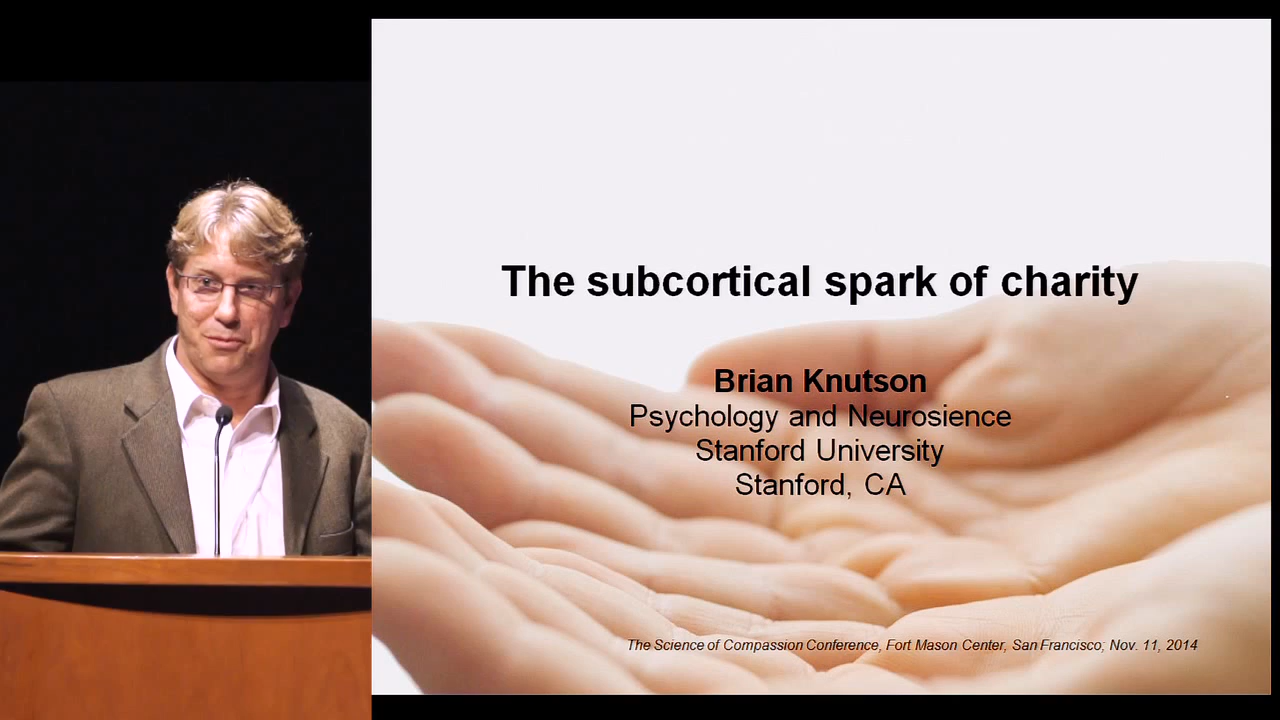 The subcortical spark of charity
Brian Knutson
Psychology and Neurosience
Stanford University
Stanford, CA
The Science of Compassion Conference, Fort Mason Center, San Francisco; Nov. 11, 2014